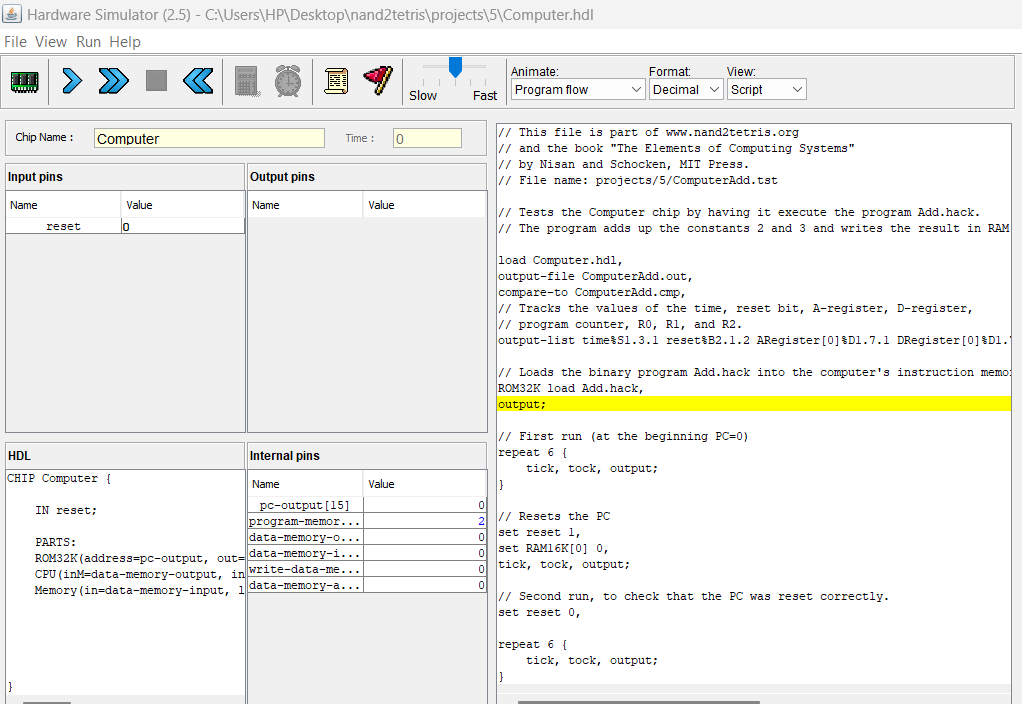 Hardware Simulator (2.5) - C:\Users\HP\Desktop\nand2tetris\projects\5\Computer.hdl
File View Run Help
Slow Fast
Animate: Format: View:
Program flow Decimal Script
Chip Name : Computer Time : 0
Input pins
Name Value
reset 0
Output pins
Name Value
HDL
CHIP Computer {
IN reset;
PARTS:
ROM32K(address=pc-output, out=
CPU(inM=data-memory-output, in
Memory(in=data-memory-input, l
}
Internal pins
Name Value
pc-output[15] 0
program-memor... 2
data-memory-o... 0
data-memory-i... 0
write-data-me... 0
data-memory-a... 0
// This file is part of www.nand2tetris.org
// and the book "The Elements of Computing Systems"
// by Nisan and Schocken, MIT Press.
// File name: projects/5/ComputerAdd.tst
// Tests the Computer chip by having it execute the program Add.hack.
// The program adds up the constants 2 and 3 and writes the result in RAM
load Computer.hdl,
output-file ComputerAdd.out,
compare-to ComputerAdd.cmp,
// Tracks the values of the time, reset bit, A-register, D-register,
// program counter, R0, R1, and R2.
output-list time%S1.3.1 reset%B2.1.2 ARegister[0]%D1.7.1 DRegister[0]%D1.
// Loads the binary program Add.hack into the computer's instruction memo
ROM32K load Add.hack,
output;
// First run (at the beginning PC=0)
repeat 6 {
tick, tock, output;
}
// Resets the PC
set reset 1,
set RAM16K[0] 0,
tick, tock, output;
// Second run, to check that the PC was reset correctly.
set reset 0,
repeat 6 {
tick, tock, output;
}